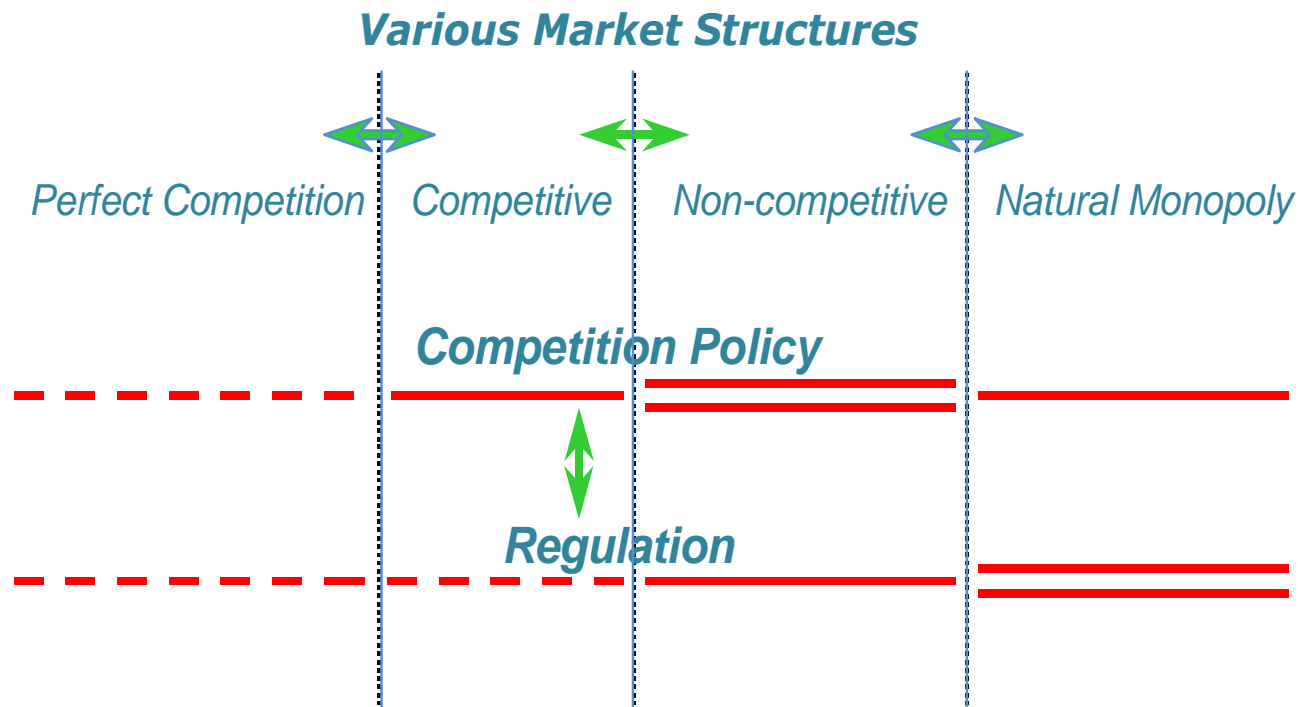 Various Market Structures
Perfect Competition Competitive Non-competitive Natural Monopoly
Competition Policy
Regulation